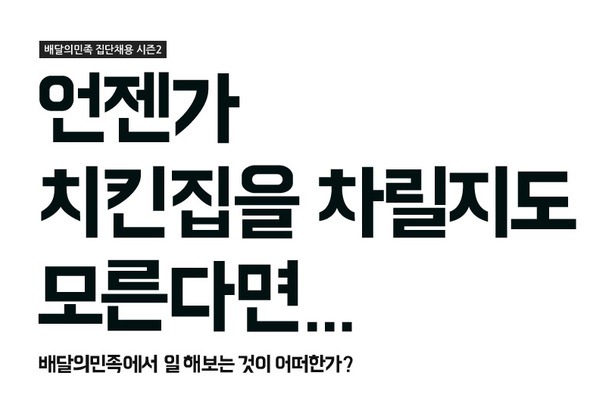 배달의민족 집단채용 시즌2
언젠가
치킨집을 차릴지도
모른다면...
배달의민족에서 일 해보는 것이 어떠한가?